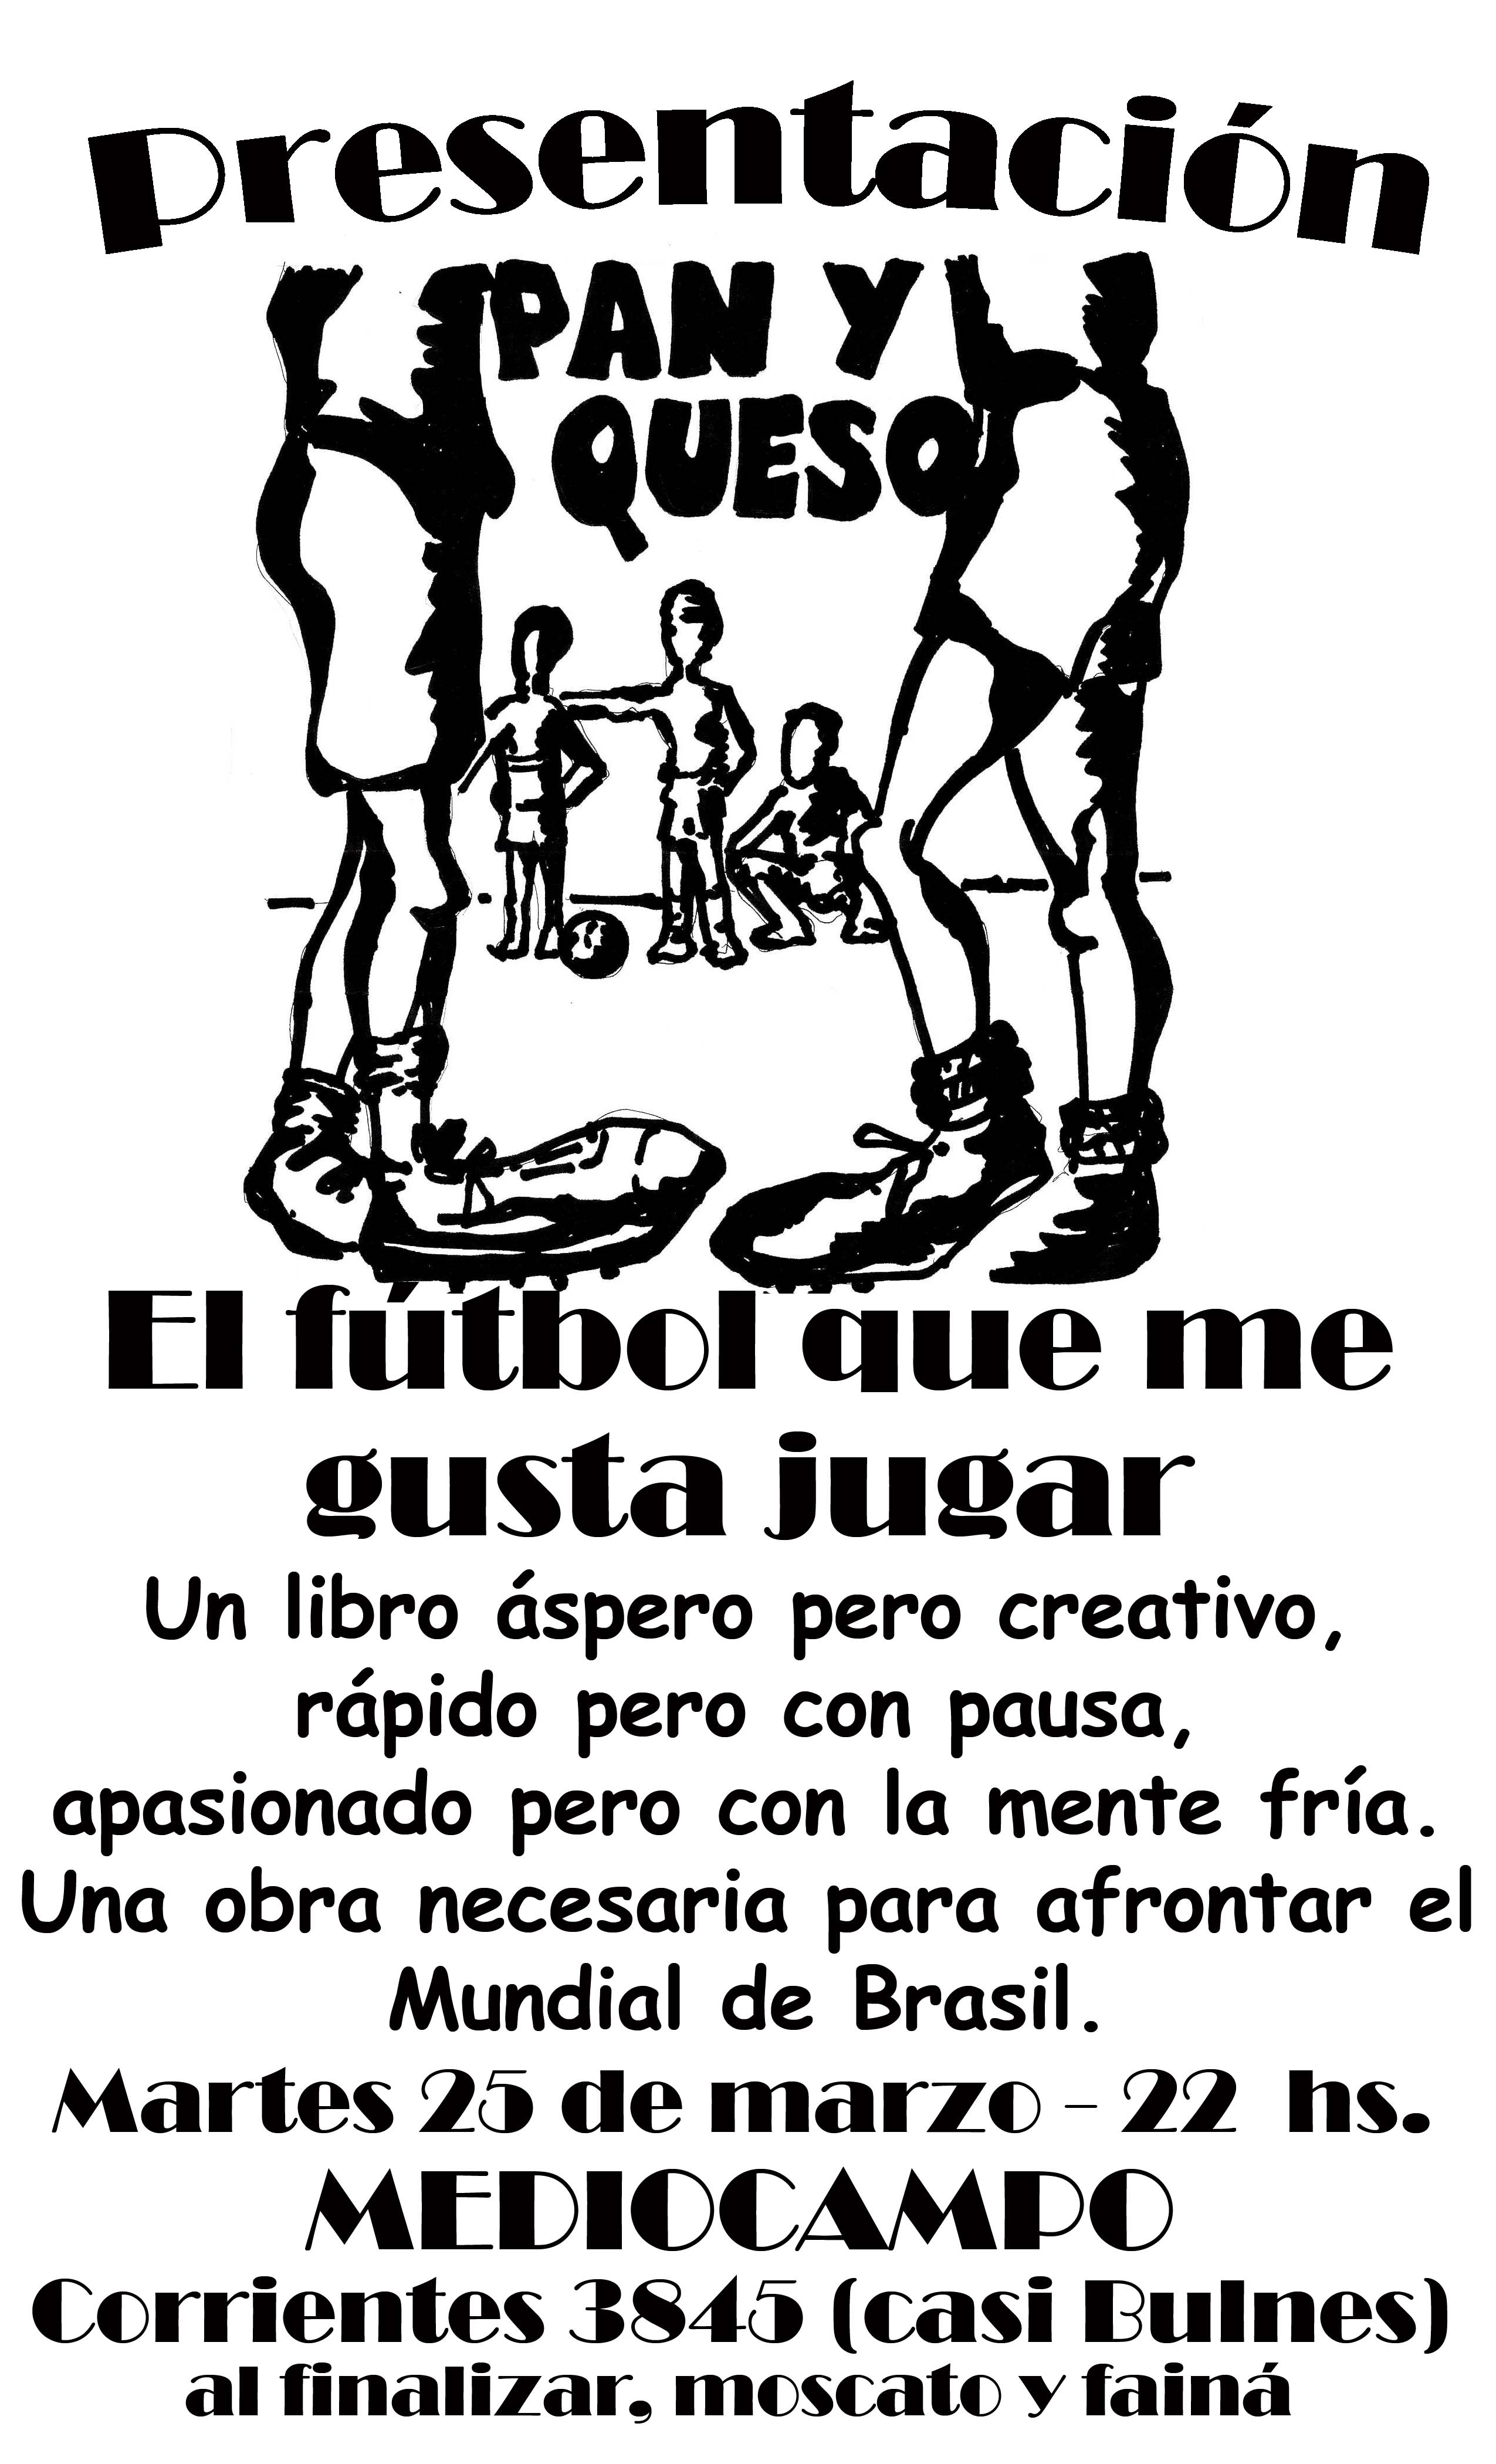 Presentación
PAN Y
QUESO
El fútbol que me
gusta jugar
Un libro áspero pero creativo,
rápido pero con pausa,
apasionado pero con la mente fría.
Una obra necesaria para afrontar el
Mundial de Brasil.
Martes 25 de marzo - 22 hs.
MEDIOCAMPO
Corrientes 3845 (casi Bulnes)
al finalizar, moscato y fainá